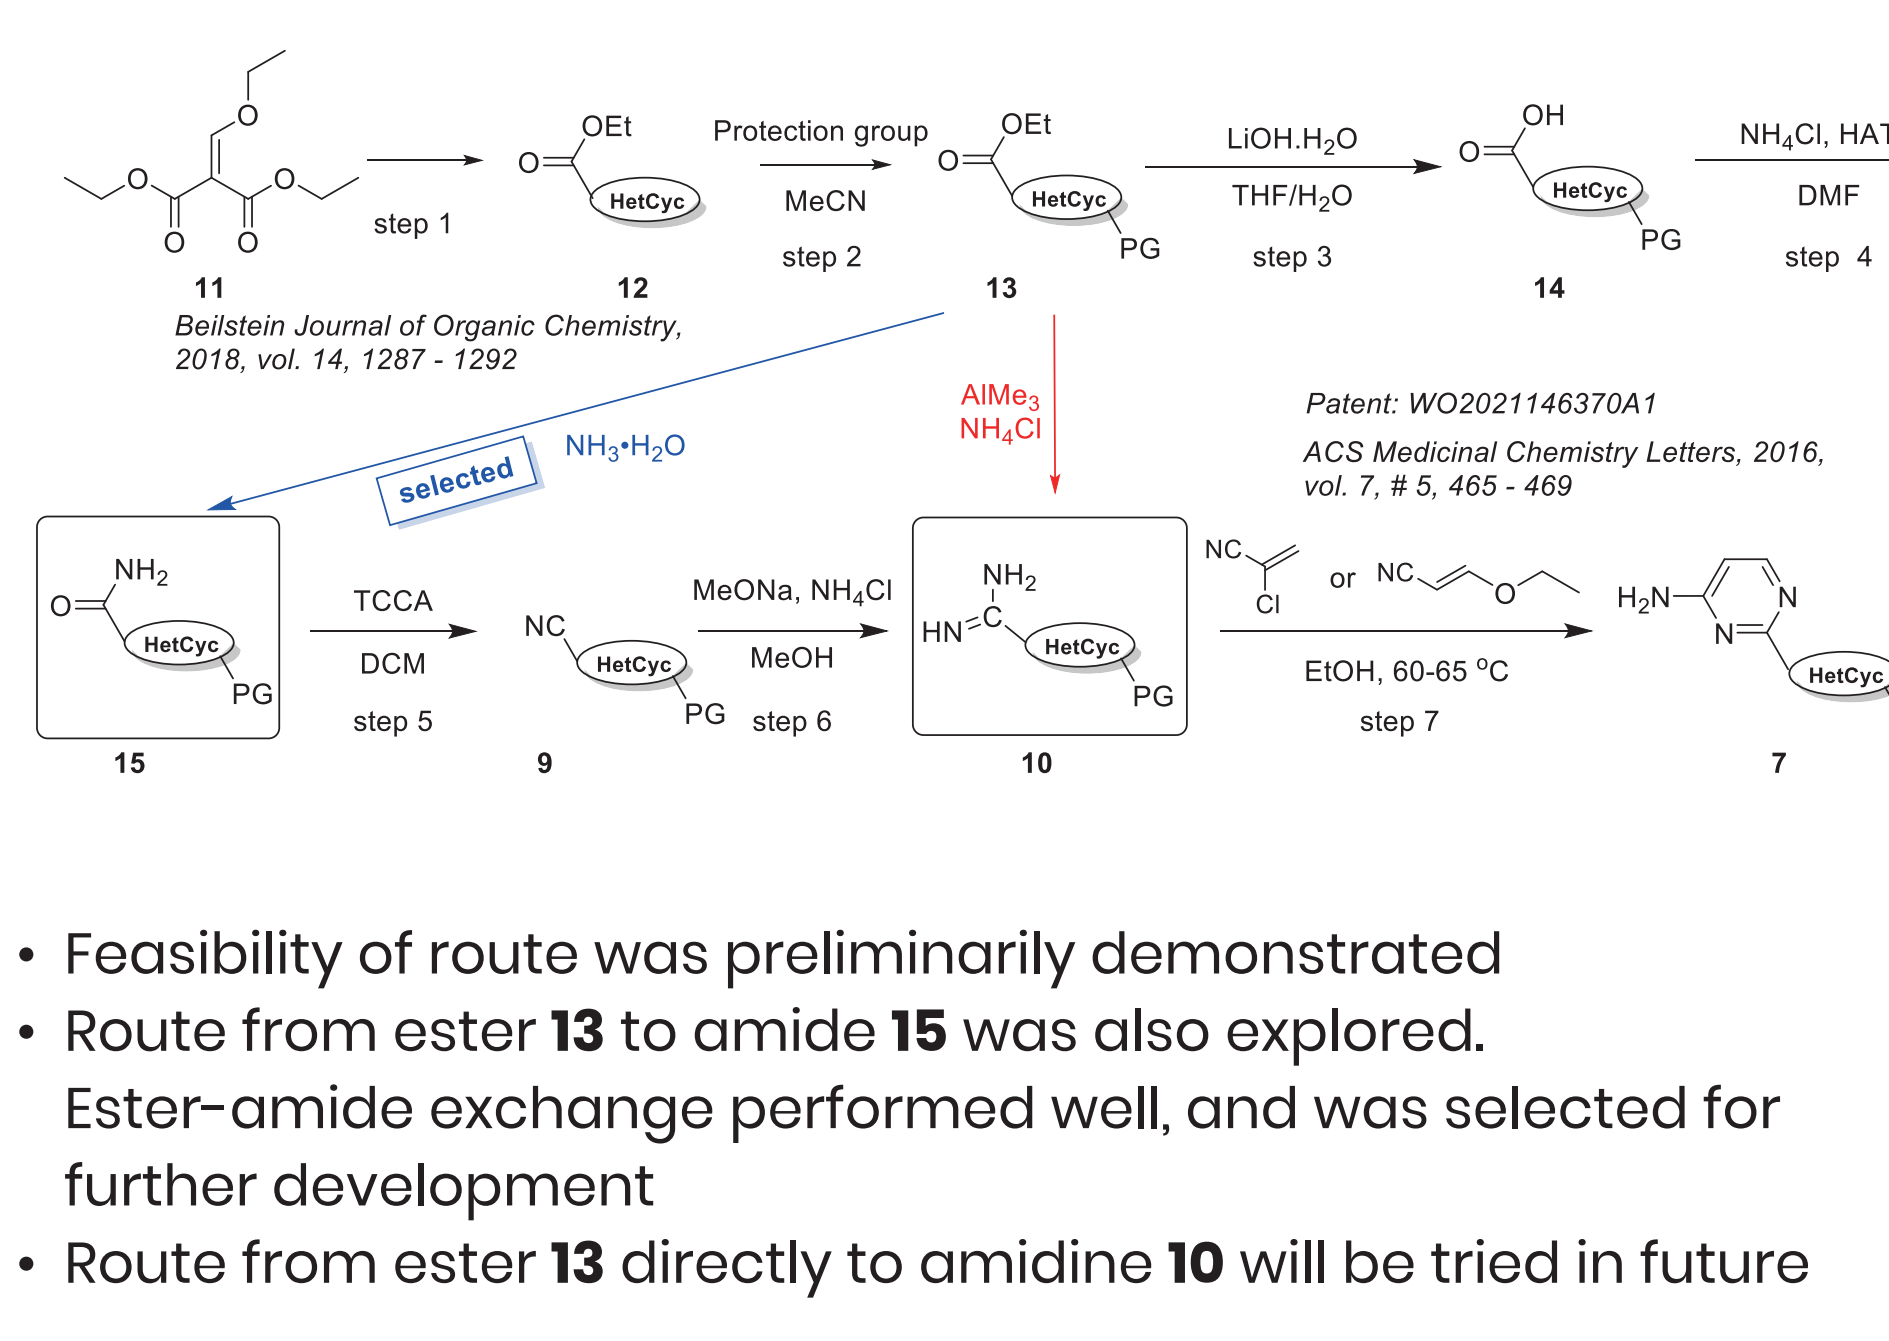 O
OEt
O
HetCyc
O
O
O
O
step 1
11
12
Protection group
MeCN
step 2
OEt
O
HetCyc
PG
13
LiOH.H2O
THF/H2O
step 3
OH
O
HetCyc
PG
14
NH4Cl, HAT
DMF
step 4
Beilstein Journal of Organic Chemistry,
2018, vol. 14, 1287 - 1292
NH3•H2O
selected
AlMe3
NH4Cl
Patent: WO2021146370A1
ACS Medicinal Chemistry Letters, 2016,
vol. 7, # 5, 465 - 469
NH2
O
HetCyc
PG
15
TCCA
DCM
step 5
NC
HetCyc
PG
9
MeONa, NH4Cl
MeOH
step 6
NH2
HN
C
HetCyc
PG
10
NC
Cl
or
NC
O
EtOH, 60-65 oC
step 7
H2N
N
N
HetCyc
7
• Feasibility of route was preliminarily demonstrated
• Route from ester 13 to amide 15 was also explored.
Ester-amide exchange performed well, and was selected for
further development
• Route from ester 13 directly to amidine 10 will be tried in future